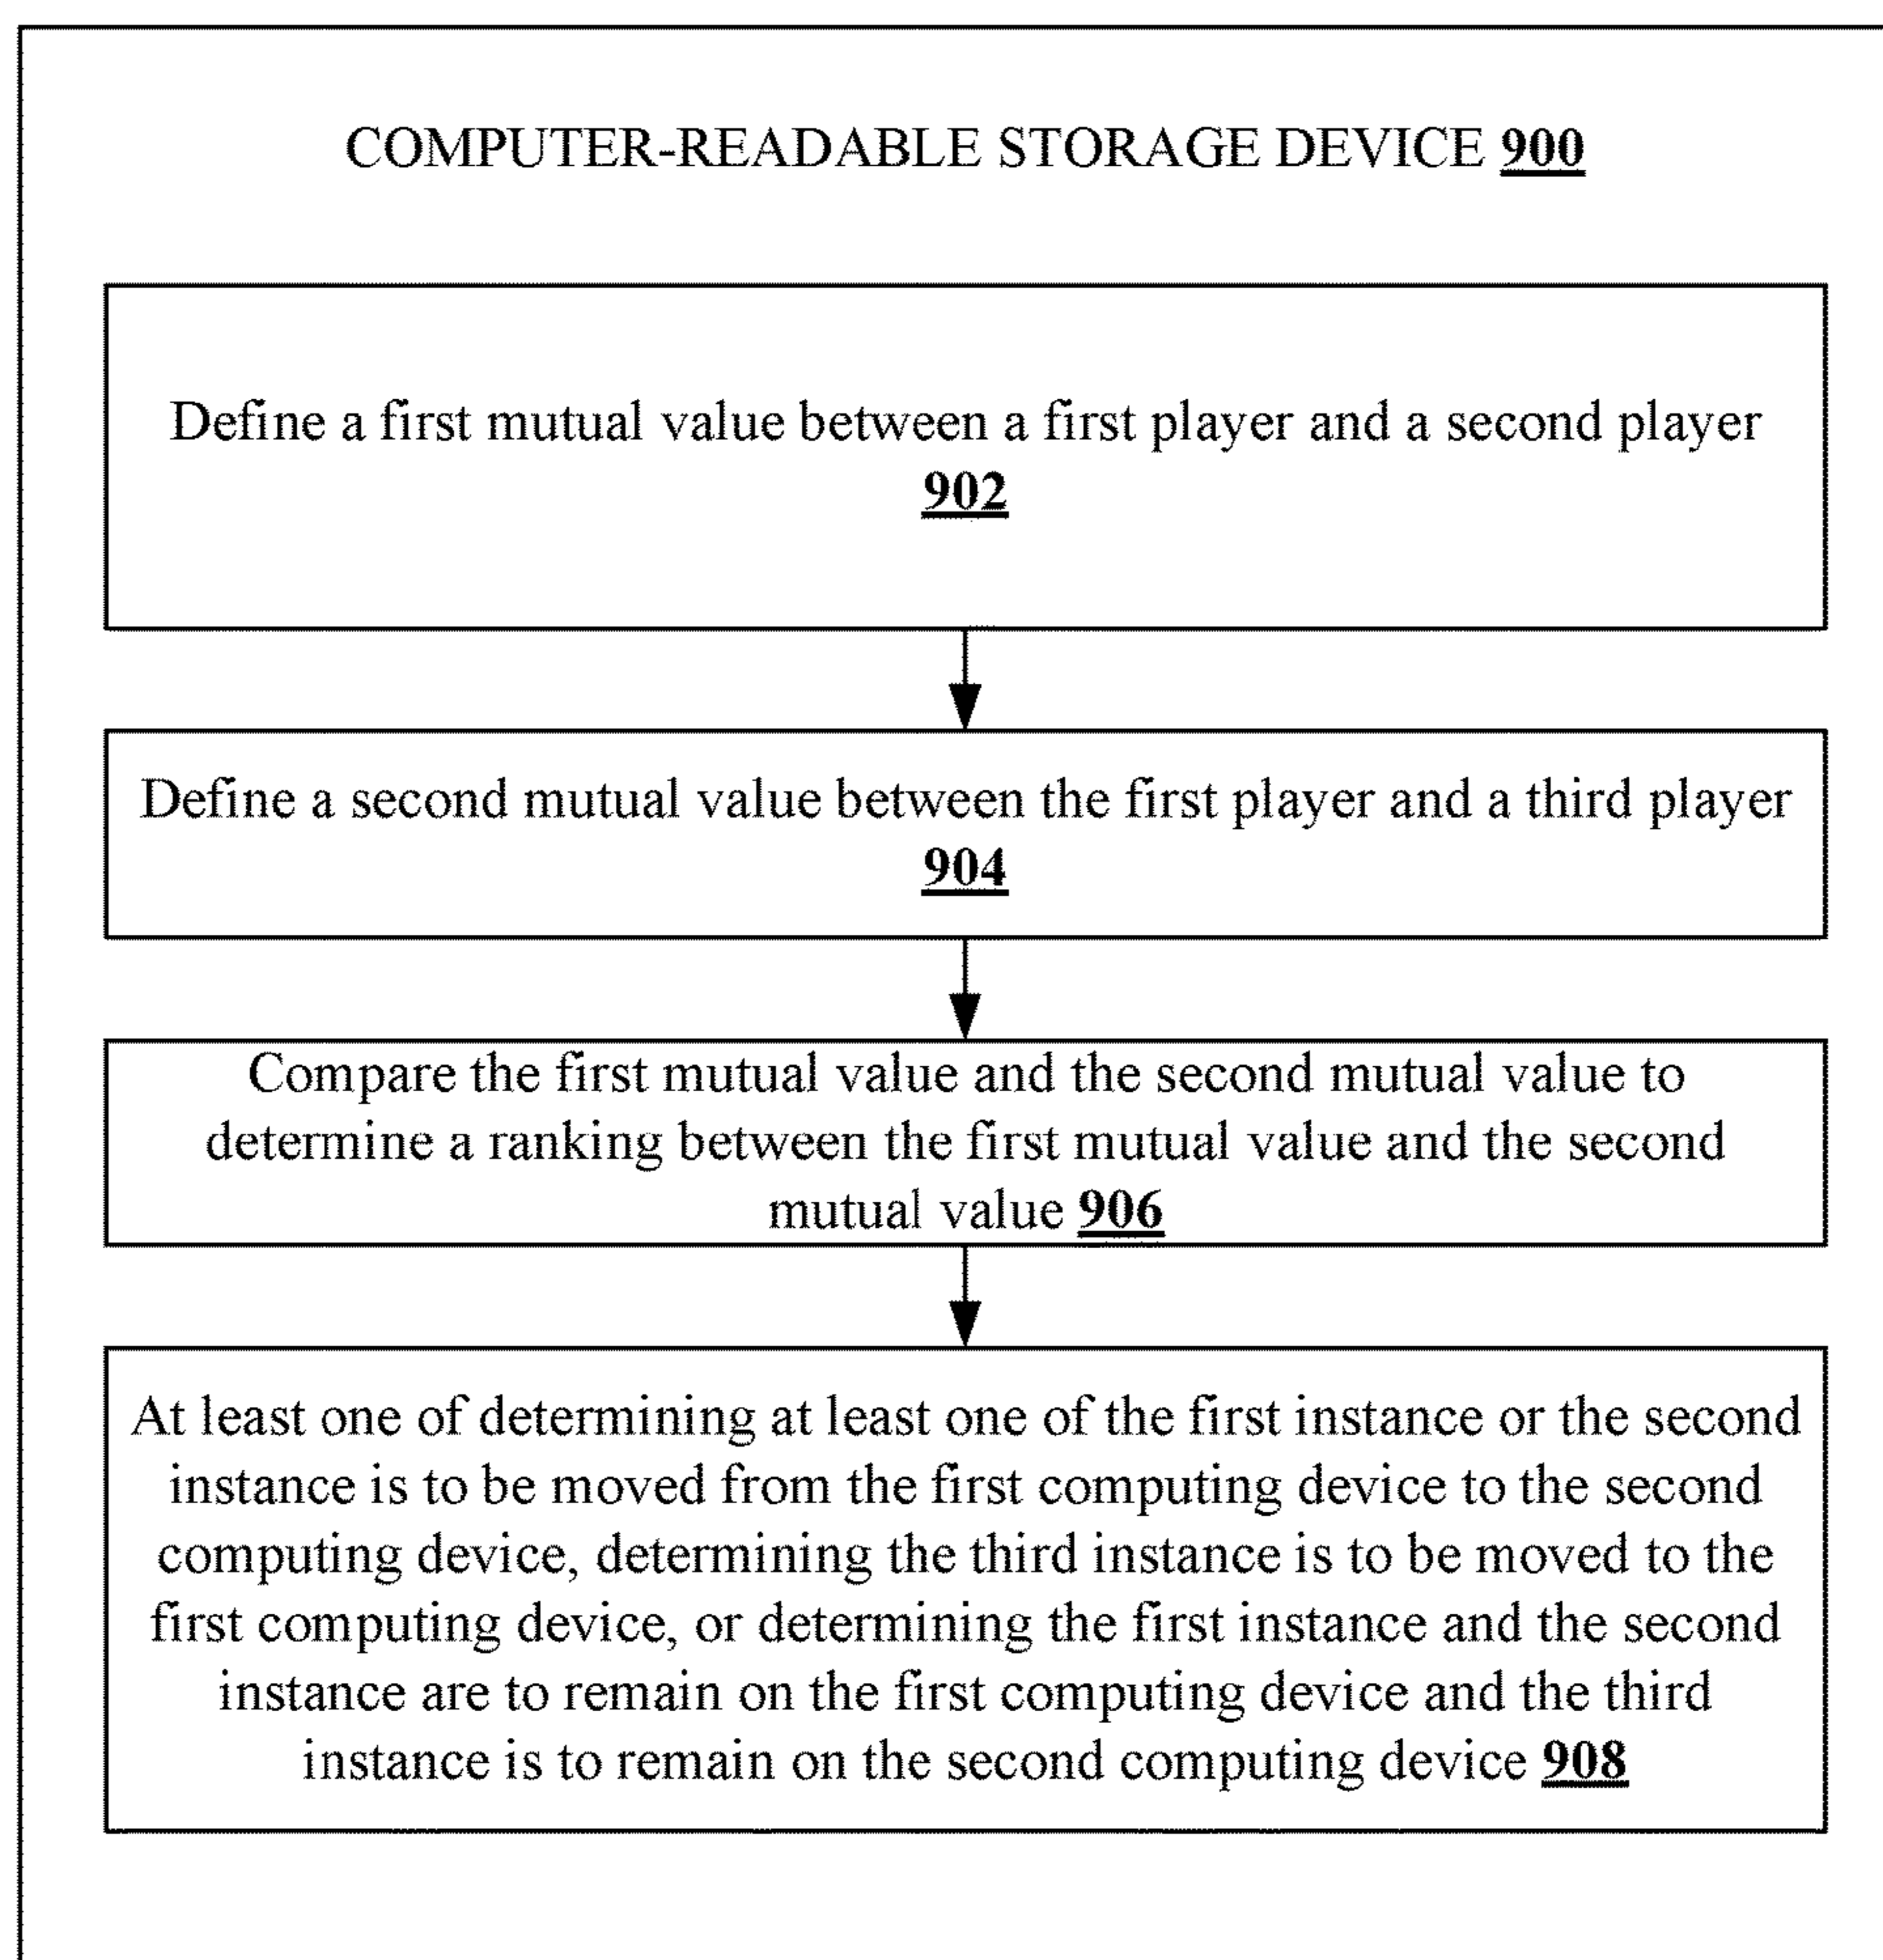 COMPUTER-READABLE STORAGE DEVICE 900
Define a first mutual value between a first player and a second player
902
Define a second mutual value between the first player and a third player
904
Compare the first mutual value and the second mutual value to
determine a ranking between the first mutual value and the second
mutual value 906
At least one of determining at least one of the first instance or the second
instance is to be moved from the first computing device to the second
computing device, determining the third instance is to be moved to the
first computing device, or determining the first instance and the second
instance are to remain on the first computing device and the third
instance is to remain on the second computing device 908